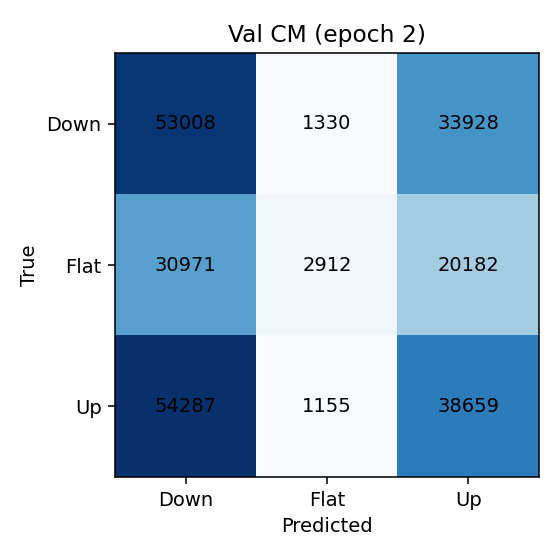 Val CM (epoch 2)
Down 53008 1330 33928
Flat 30971 2912 20182
Up 54287 1155 38659
Down Flat Up
Predicted
True